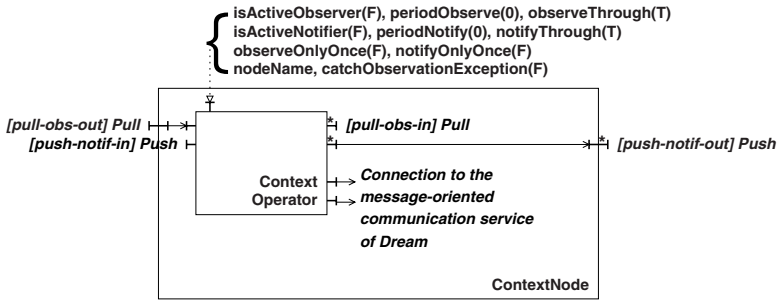 isActiveObserver(F), periodObserve(0), observeThrough(T)
isActiveNotifier(F), periodNotify(0), notifyThrough(T)
observeOnlyOnce(F), notifyOnlyOnce(F)
nodeName, catchObservationException(F)
[pull-obs-out] Pull
* [pull-obs-in] Pull
[push-notif-in] Push
*
* [push-notif-out] Push
Context
Operator
Connection to the
message-oriented
communication service
of Dream
ContextNode